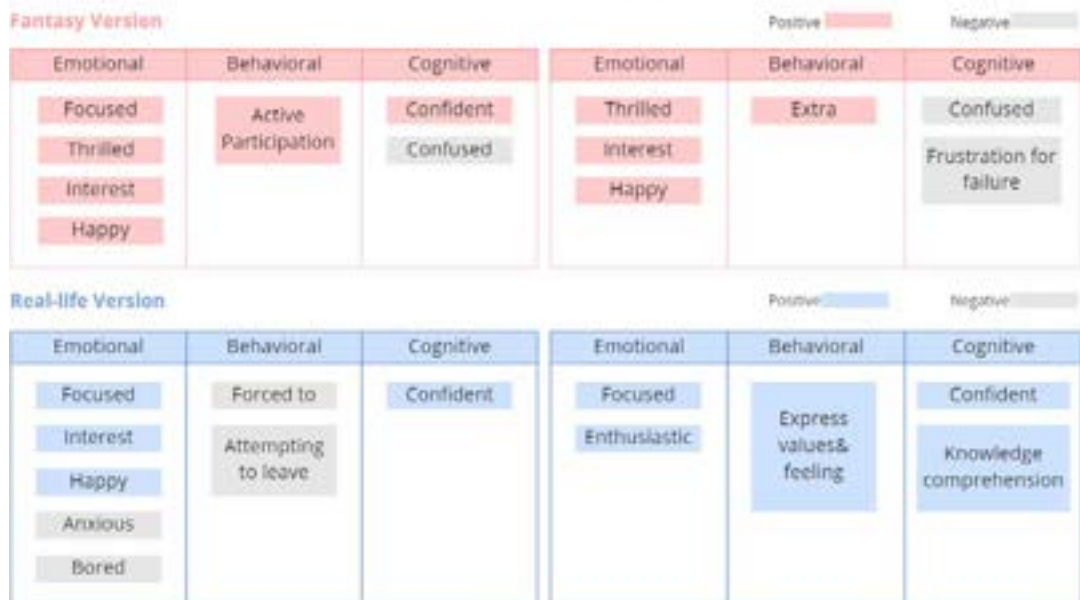 Fantasy Version
Positive
Negative
Emotional
Behavioral
Cognitive
Emotional
Behavioral
Cognitive
Focused
Thrilled
Interest
Happy
Active
Participation
Confident
Confused
Thrilled
Interest
Happy
Extra
Confused
Frustration for
failure
Real-life Version
Positive
Negative
Emotional
Behavioral
Cognitive
Emotional
Behavioral
Cognitive
Focused
Interest
Happy
Anxious
Bored
Forced to
Attempting
to leave
Confident
Focused
Enthusiastic
Express
values&
feeling
Confident
Knowledge
comprehension